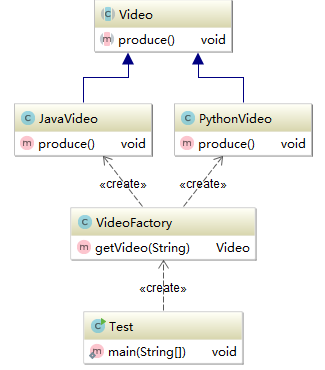 Video
produce() void
JavaVideo
produce() void
PythonVideo
produce() void
«create»
«create»
VideoFactory
getVideo(String) Video
«create»
Test
main(String[]) void